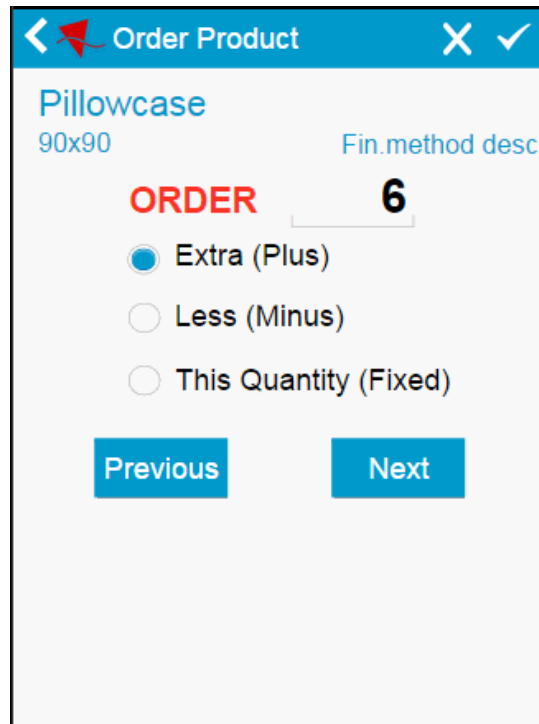 Order Product
Pillowcase
90x90 Fin.method desc
ORDER 6
Extra (Plus)
Less (Minus)
This Quantity (Fixed)
Previous Next